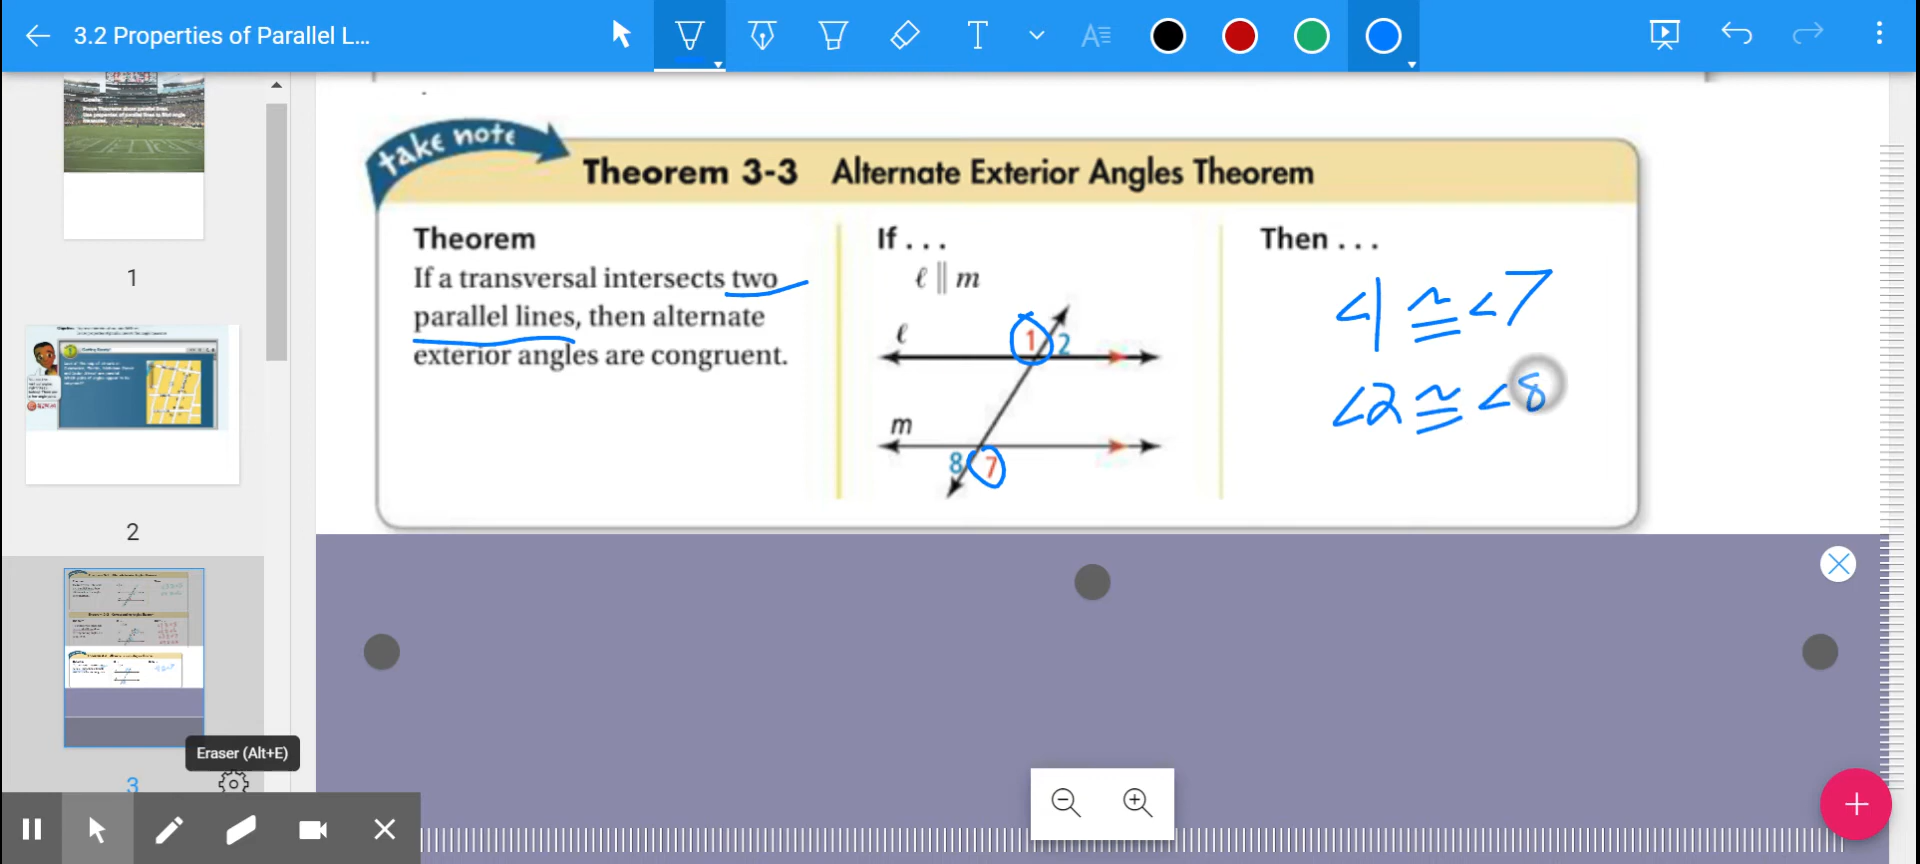 3.2 Properties of Parallel L...
T
A
take note
Theorem 3-3 Alternate Exterior Angles Theorem
Theorem
If a transversal intersects two
parallel lines, then alternate
exterior angles are congruent.
If . . .
ℓ || m
ℓ
1 2
m
8 7
Then . . .
<1 ≅ <7
<2 ≅ <8
1
2
3
Eraser (Alt+E)